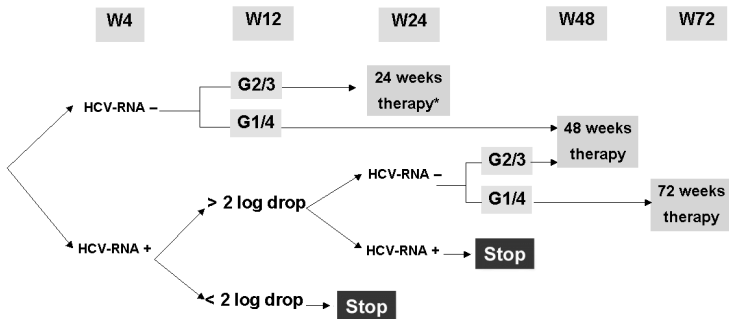 W4 W12 W24 W48 W72
G2/3
24 weeks
therapy*
HCV-RNA –
G1/4
48 weeks
therapy
G2/3
HCV-RNA –
G1/4
72 weeks
therapy
> 2 log drop
HCV-RNA +
HCV-RNA +
Stop
< 2 log drop
Stop